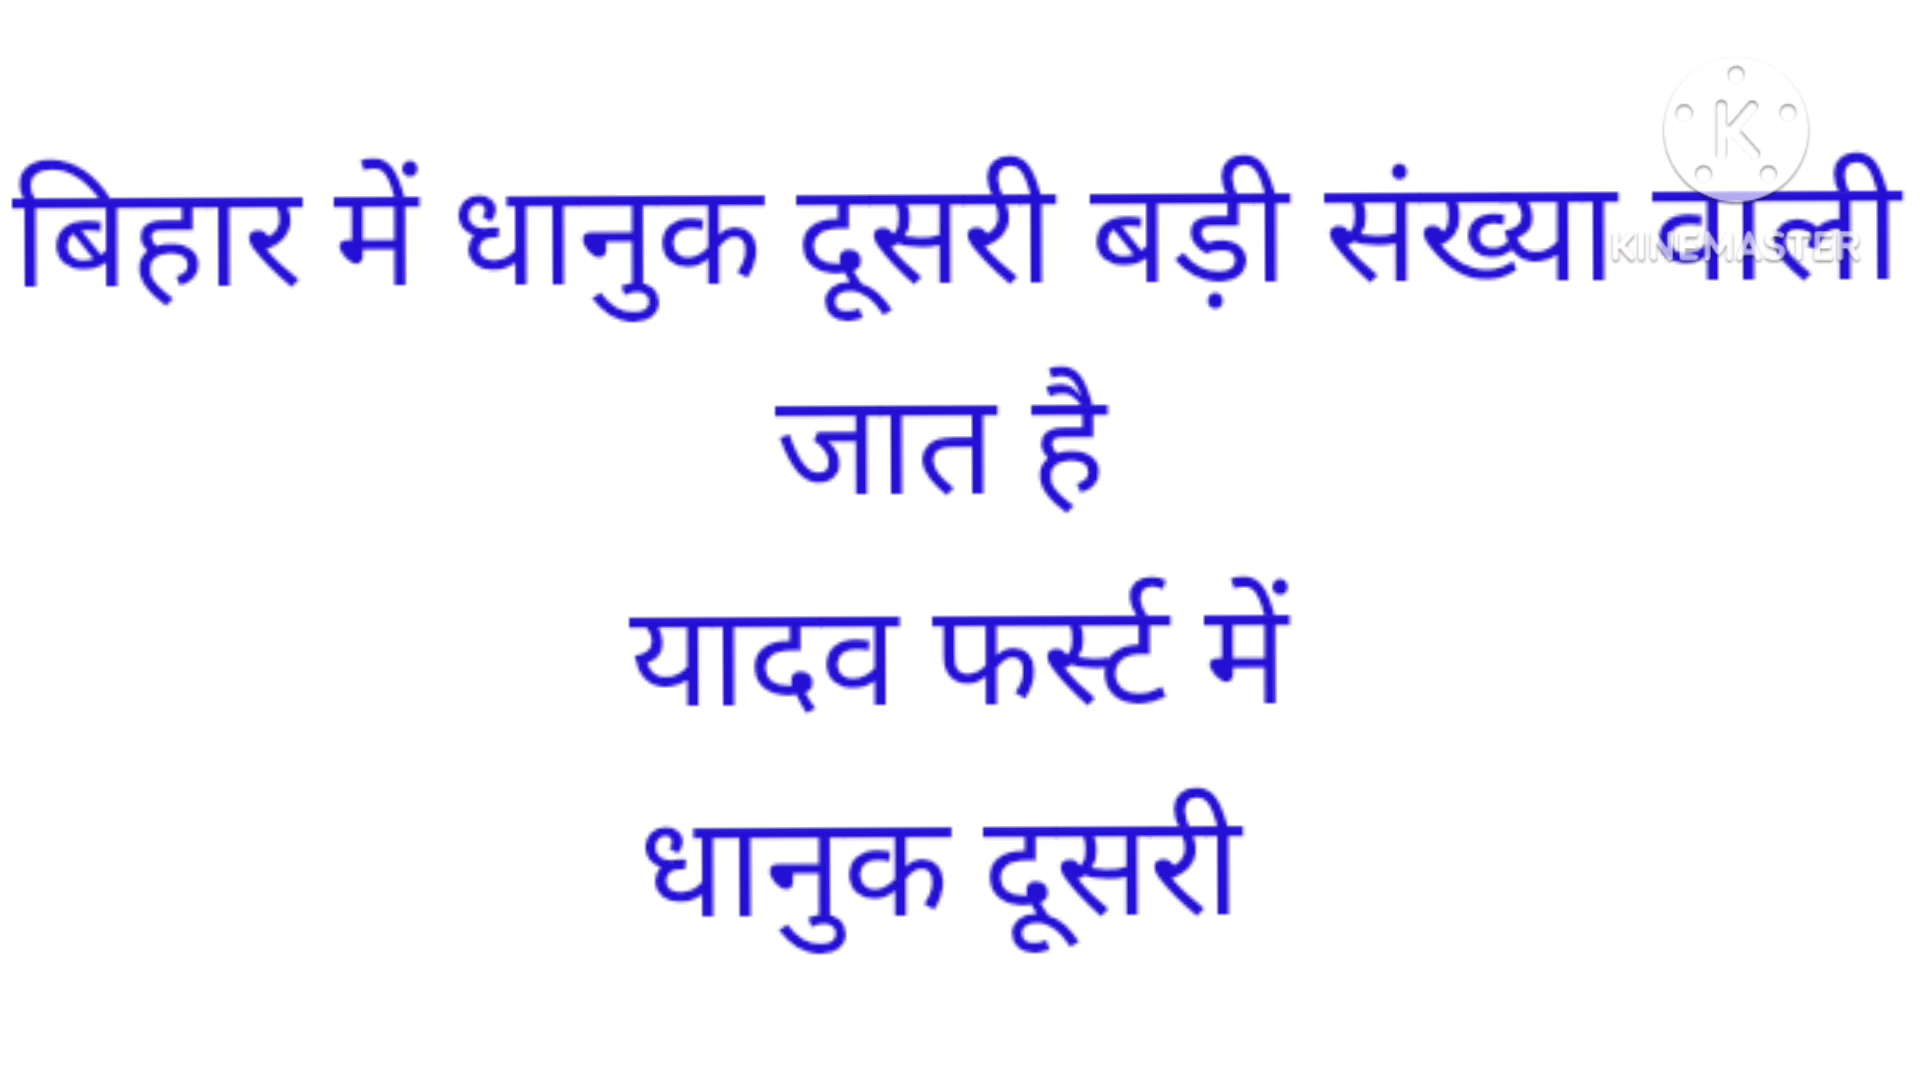 बिहार में धानुक दूसरी बड़ी संख्या वाली
जात है
यादव फर्स्ट में
धानुक दूसरी
KINEMASTER